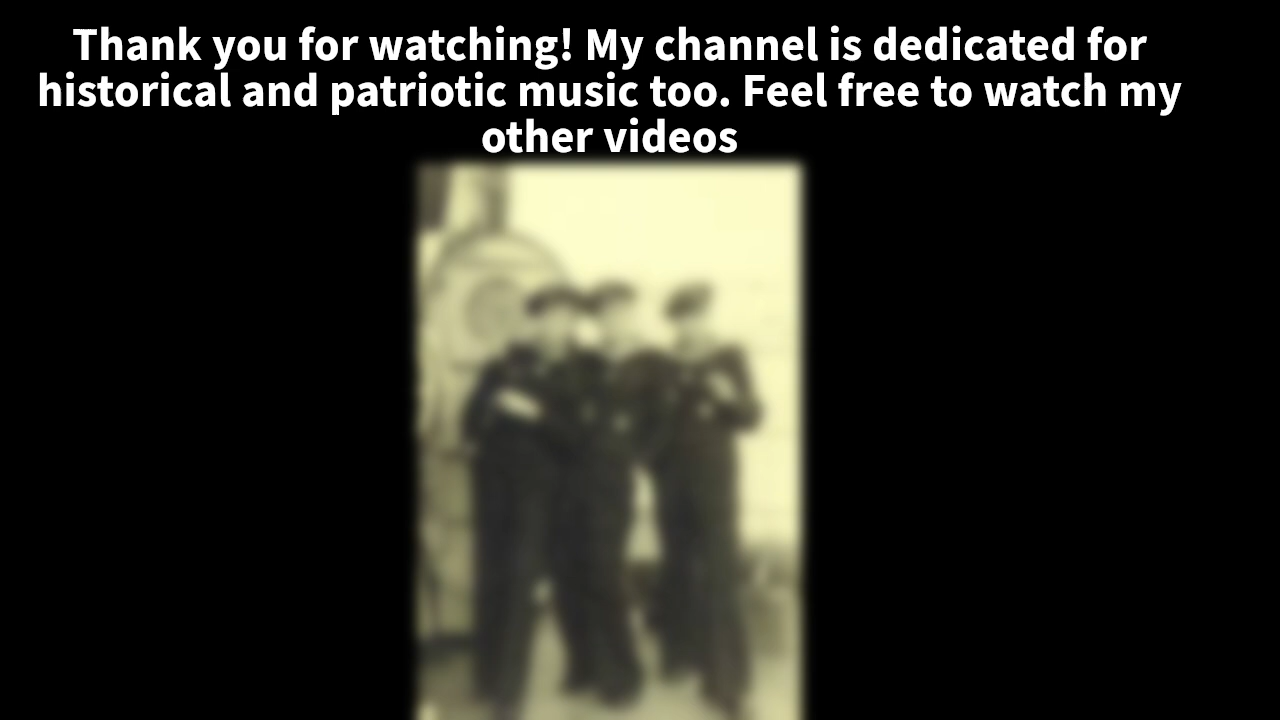 Thank you for watching! My channel is dedicated for
historical and patriotic music too. Feel free to watch my
other videos